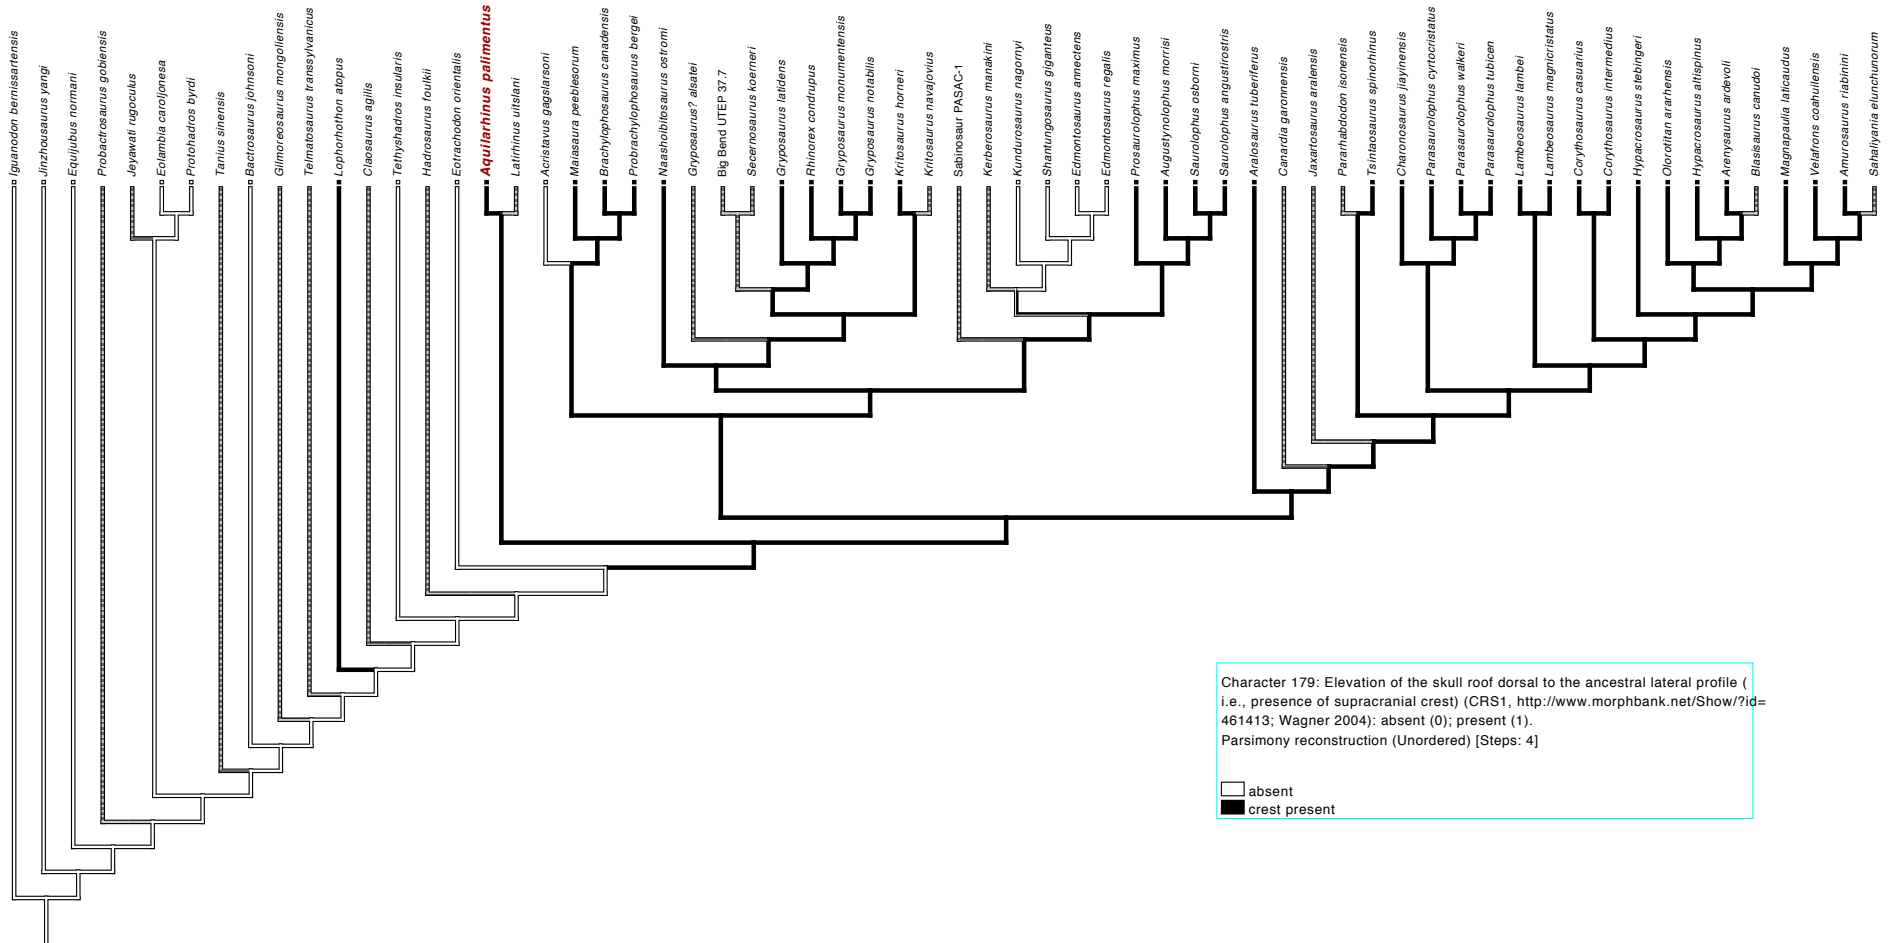 Iguanodon bernissartensis
Jinzhousaurus yangi
Equijubus normani
Probactrosaurus gobiensis
Jeyawati rugoculus
Eolambia caroljonesa
Protohadros byrdi
Tanius sinensis
Bactrosaurus johnsoni
Gilmoreosaurus mongoliensis
Telmatosaurus transsylvanicus
Lophorhothon atopus
Claosaurus agilis
Tethyshadros insularis
Hadrosaurus foulkii
Eotrachodon orientalis
Aquilarhinus palimentus
Latirhinus uitstlani
Acristavus gagslarsoni
Maiasaura peeblesorum
Brachylophosaurus canadensis
Probrachylophosaurus bergei
Naashoibitosaurus ostromi
Gryposaurus? alsatei
Big Bend UTEP 37.7
Secernosaurus koerneri
Gryposaurus latidens
Rhinorex condrupus
Gryposaurus monumentensis
Gryposaurus notabilis
Kritosaurus horneri
Kritosaurus navajovius
Sabinosaur PASAC-1
Kerberosaurus manakini
Kundurosaurus nagornyi
Shantungosaurus giganteus
Edmontosaurus annectens
Edmontosaurus regalis
Prosaurolophus maximus
Augustynolophus morrisi
Saurolophus osborni
Saurolophus angustirostris
Aralosaurus tuberiferus
Canardia garonnensis
Jaxartosaurus aralensis
Pararhabdodon isonensis
Tsintaosaurus spinorhinus
Charonosaurus jiayinensis
Parasaurolophus cyrtocristatus
Parasaurolophus walkeri
Parasaurolophus tubicen
Lambeosaurus lambei
Lambeosaurus magnicristatus
Corythosaurus casuarius
Corythosaurus intermedius
Hypacrosaurus stebingeri
Olorotitan ararhensis
Hypacrosaurus altispinus
Arenysaurus ardevoli
Blasisaurus canudoi
Magnapaulia laticaudus
Velafrons coahuilensis
Amurosaurus riabinini
Sahaliyania elunchunorum
Character 179: Elevation of the skull roof dorsal to the ancestral lateral profile (
i.e., presence of supracranial crest) (CRS1, http://www.morphbank.net/Show/?id=
461413; Wagner 2004): absent (0); present (1).
Parsimony reconstruction (Unordered) [Steps: 4]
absent
crest present